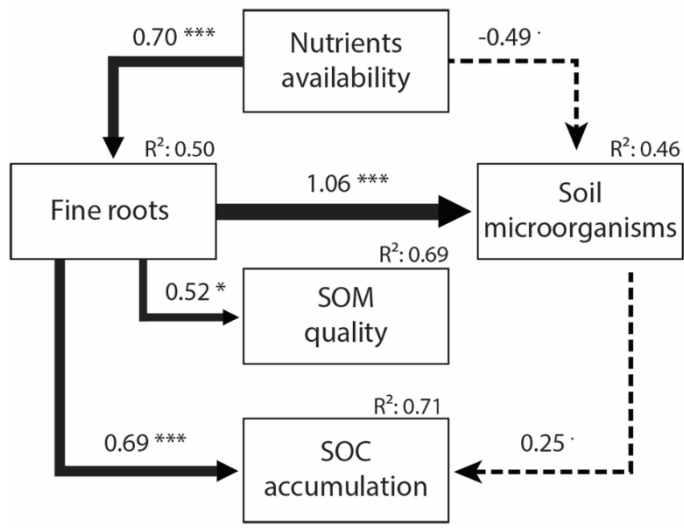 0.70 ***
Nutrients
availability
-0.49 ·
R²: 0.50
R²: 0.46
Fine roots
1.06 ***
Soil
microorganisms
R²: 0.69
0.52 *
SOM
quality
R²: 0.71
0.69 ***
SOC
accumulation
0.25 ·